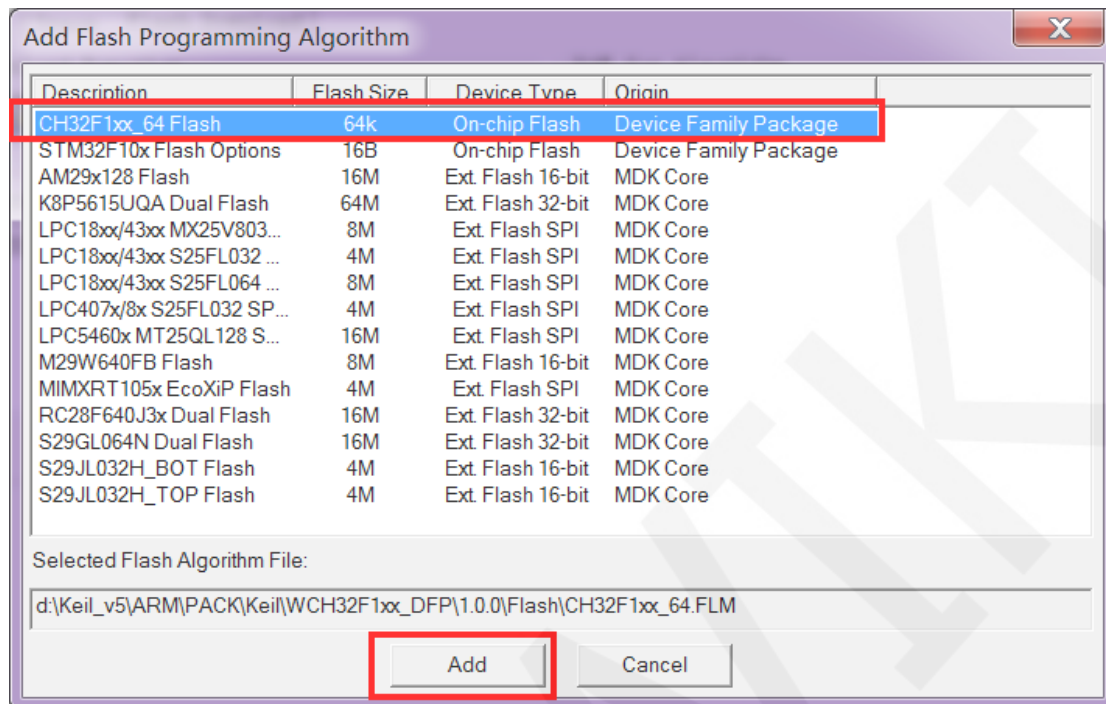 Add Flash Programming Algorithm
X
Description Flash Size Device Type Origin
CH32F1xx_64 Flash 64k On-chip Flash Device Family Package
STM32F10x Flash Options 16B On-chip Flash Device Family Package
AM29x128 Flash 16M Ext. Flash 16-bit MDK Core
K8P5615UQA Dual Flash 64M Ext. Flash 32-bit MDK Core
LPC18xx/43xx MX25V803... 8M Ext. Flash SPI MDK Core
LPC18xx/43xx S25FL032 ... 4M Ext. Flash SPI MDK Core
LPC18xx/43xx S25FL064 ... 8M Ext. Flash SPI MDK Core
LPC407x/8x S25FL032 SP... 4M Ext. Flash SPI MDK Core
LPC5460x MT25QL128 S... 16M Ext. Flash SPI MDK Core
M29W640FB Flash 8M Ext. Flash 16-bit MDK Core
MIMXRT105x EcoXiP Flash 4M Ext. Flash SPI MDK Core
RC28F640J3x Dual Flash 16M Ext. Flash 32-bit MDK Core
S29GL064N Dual Flash 16M Ext. Flash 32-bit MDK Core
S29JL032H_BOT Flash 4M Ext. Flash 16-bit MDK Core
S29JL032H_TOP Flash 4M Ext. Flash 16-bit MDK Core
Selected Flash Algorithm File:
d:\Keil_v5\ARM\PACK\Keil\WCH32F1xx_DFP\1.0.0\Flash\CH32F1xx_64.FLM
Add Cancel